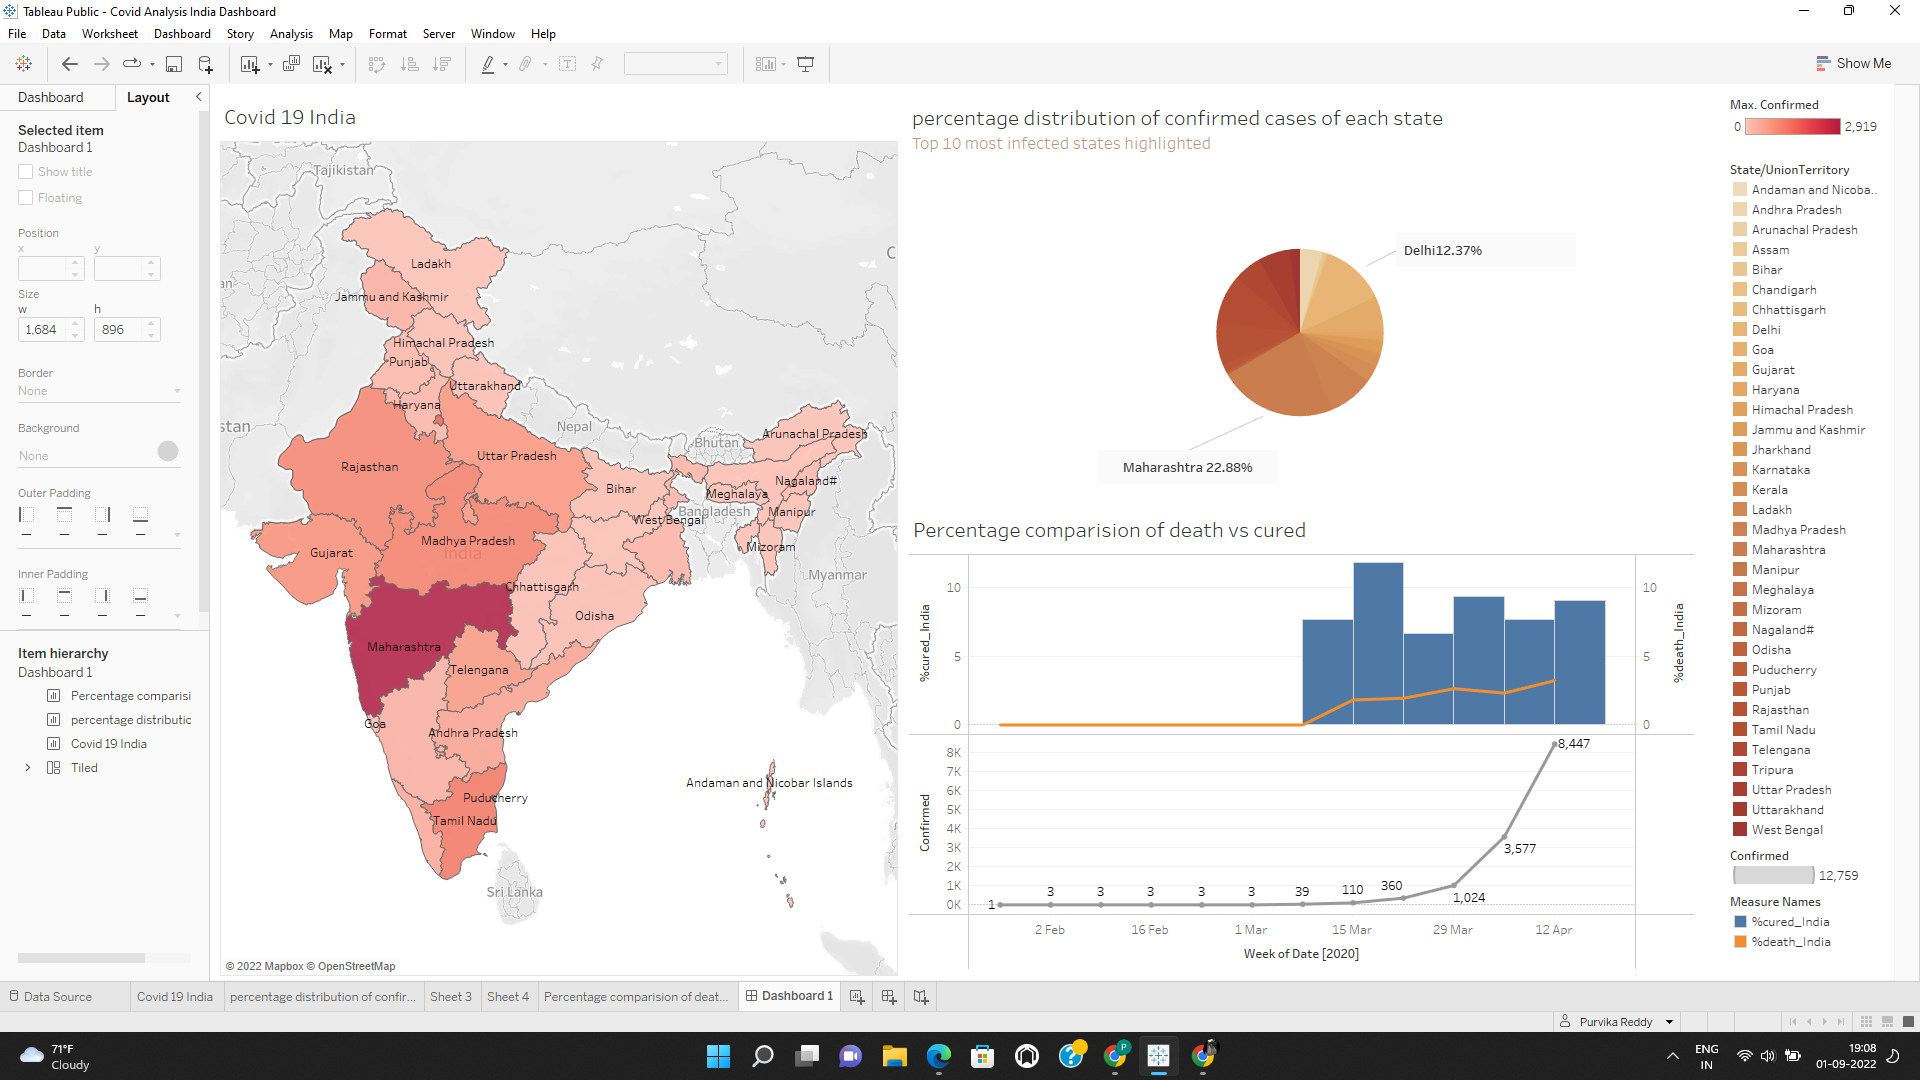 Tableau Public - Covid Analysis India Dashboard
File Data Worksheet Dashboard Story Analysis Map Format Server Window Help
Show Me
Dashboard Layout
Selected item
Dashboard 1
Show title
Floating
Position
x y
Size
w h
1,684 896
Border
None
Background
None
Outer Padding
Inner Padding
Item hierarchy
Dashboard 1
Percentage comparisi
percentage distributic
Covid 19 India
Tiled
Covid 19 India
Tajikistan
Ladakh
Jammu and Kashmir
Himachal Pradesh
Punjab
Uttarakhand
Haryana
stan
Nepal
Bhutan
Arunachal Pradesh
Rajasthan
Uttar Pradesh
Bihar
Nagaland#
Meghalaya
Manipur
West Bengal
Bangladesh
Madhya Pradesh
India
Gujarat
Mizoram
Myanmar
Chhattisgarh
Odisha
Maharashtra
Telengana
Goa
Andhra Pradesh
Andaman and Nicobar Islands
Puducherry
Tamil Nadu
Sri Lanka
© 2022 Mapbox © OpenStreetMap
percentage distribution of confirmed cases of each state
Top 10 most infected states highlighted
Delhi12.37%
Maharashtra 22.88%
Percentage comparision of death vs cured
%cured_India
10
5
0
10
5
0
%death_India
Confirmed
8K
7K
6K
5K
4K
3K
2K
1K
0K
1 3 3 3 3 3 39 110 360 1,024 3,577 8,447
2 Feb 16 Feb 1 Mar 15 Mar 29 Mar 12 Apr
Week of Date [2020]
Max. Confirmed
0 2,919
State/UnionTerritory
Andaman and Nicoba..
Andhra Pradesh
Arunachal Pradesh
Assam
Bihar
Chandigarh
Chhattisgarh
Delhi
Goa
Gujarat
Haryana
Himachal Pradesh
Jammu and Kashmir
Jharkhand
Karnataka
Kerala
Ladakh
Madhya Pradesh
Maharashtra
Manipur
Meghalaya
Mizoram
Nagaland#
Odisha
Puducherry
Punjab
Rajasthan
Tamil Nadu
Telengana
Tripura
Uttar Pradesh
Uttarakhand
West Bengal
Confirmed
12,759
Measure Names
%cured_India
%death_India
Data Source Covid 19 India percentage distribution of confir... Sheet 3 Sheet 4 Percentage comparision of deat... Dashboard 1
Purvika Reddy
71°F
Cloudy
ENG
IN
19:08
01-09-2022